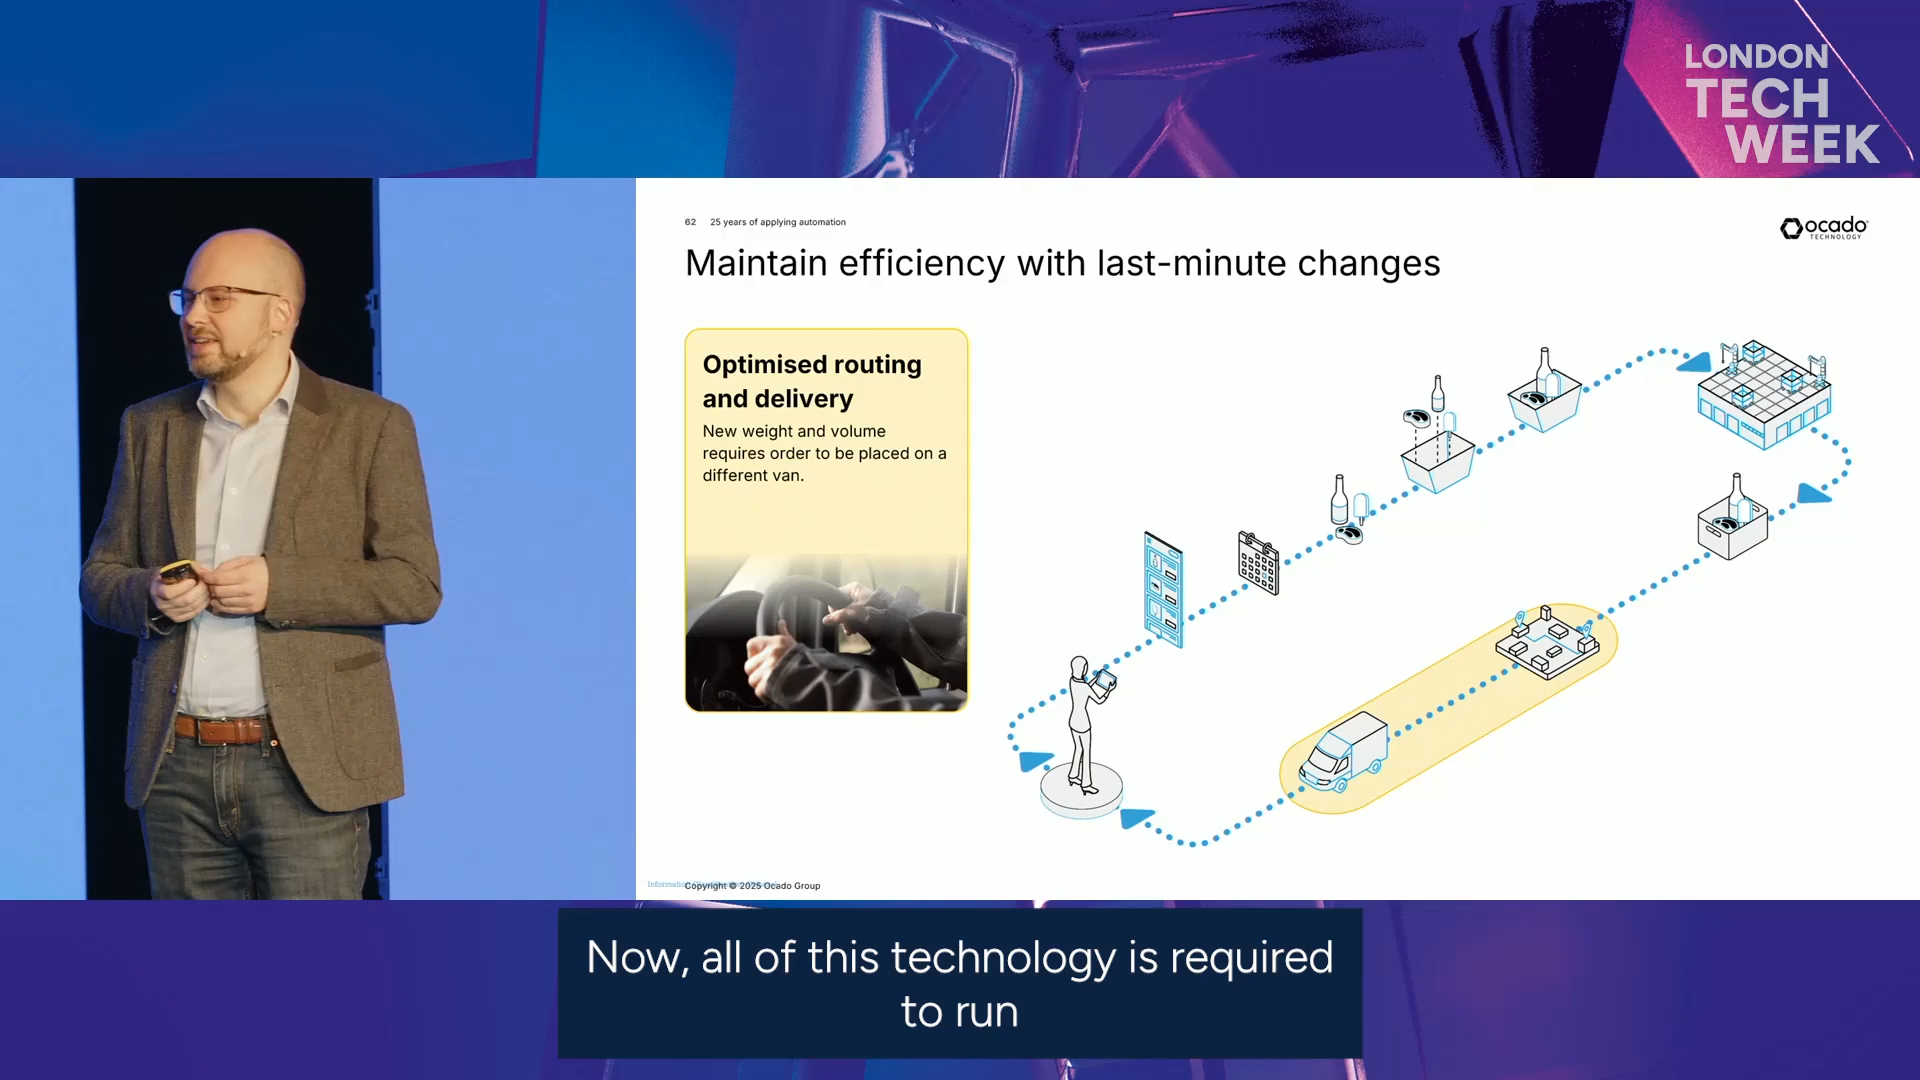 LONDON
TECH
WEEK
62 25 years of applying automation
ocado
TECHNOLOGY
Maintain efficiency with last-minute changes
Optimised routing
and delivery
New weight and volume
requires order to be placed on a
different van.
Copyright © 2025 Ocado Group
Now, all of this technology is required
to run